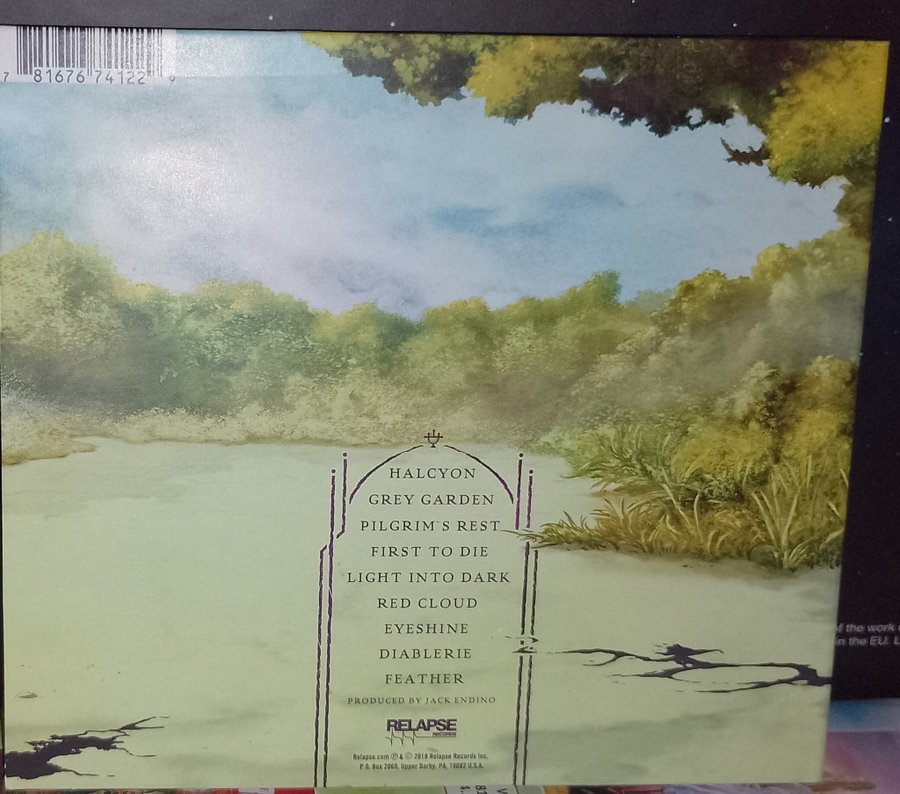 7 81676 74122 9
HALCYON
GREY GARDEN
PILGRIM'S REST
FIRST TO DIE
LIGHT INTO DARK
RED CLOUD
EYESHINE
DIABLERIE
FEATHER
PRODUCED BY JACK ENDINO
RELAPSE
RECORDS
Relapse.com ℗ & © 2018 Relapse Records Inc,
P.O. Box 2060, Upper Darby, PA, 19082 U.S.A.
of the work
in the EU. L